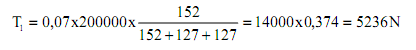 T₁ = 0,07x200000x 152 / 152 + 127 + 127 = 14000x0,374 = 5236N